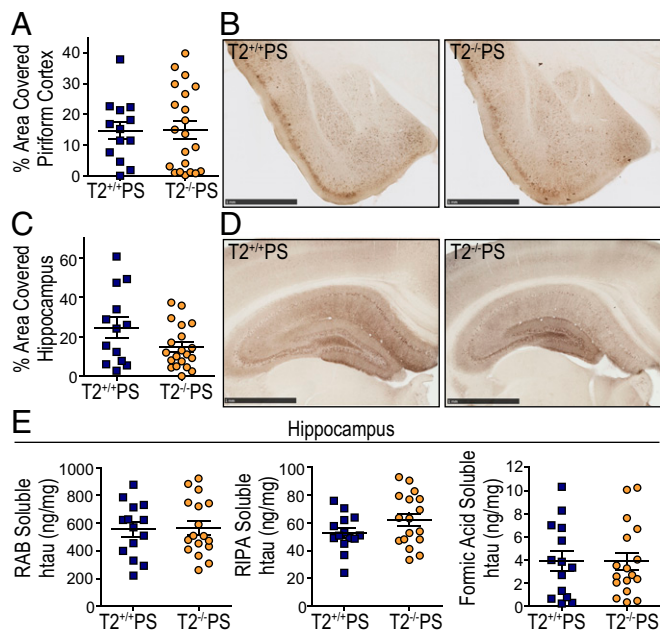 A
% Area Covered
Piriform Cortex
40
30
20
10
0
T2+/+PS
T2-/-PS
B
T2+/+PS
T2-/-PS
C
% Area Covered
Hippocampus
60
40
20
0
T2+/+PS
T2-/-PS
D
T2+/+PS
T2-/-PS
E
Hippocampus
RAB Soluble
htau (ng/mg)
1000
800
600
400
200
0
T2+/+PS
T2-/-PS
RIPA Soluble
htau (ng/mg)
100
80
60
40
20
0
T2+/+PS
T2-/-PS
Formic Acid Soluble
htau (ng/mg)
12
10
8
6
4
2
0
T2+/+PS
T2-/-PS